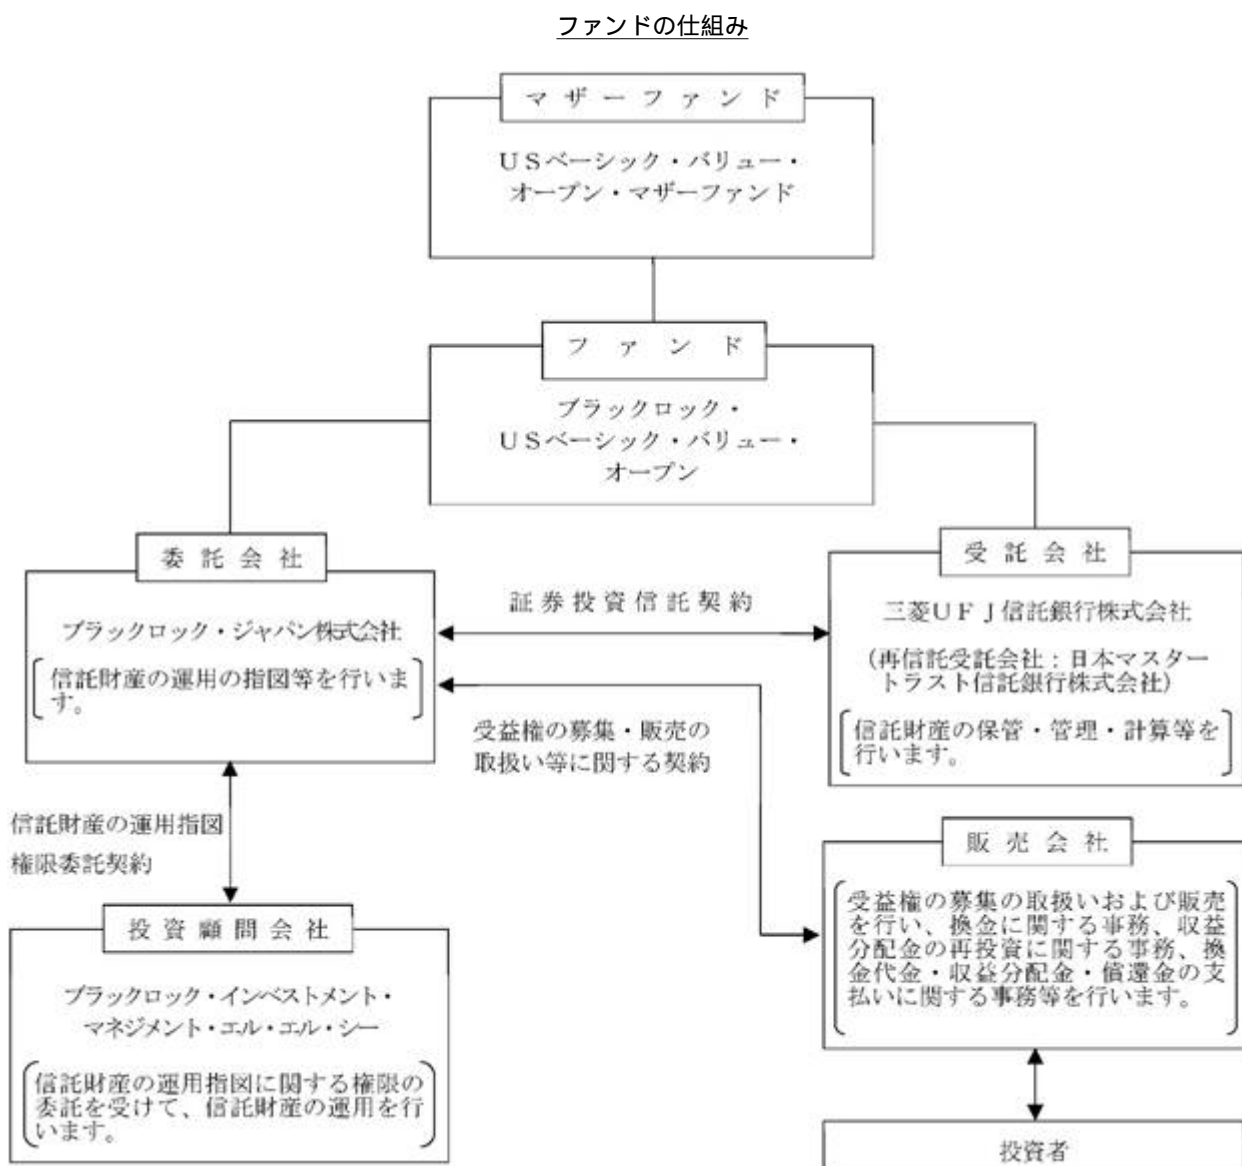 ファンドの仕組み
マザーファンド
USベーシック・バリュー・
オープン・マザーファンド
ファンド
ブラックロック・
USベーシック・バリュー・
オープン
委託会社
ブラックロック・ジャパン株式会社
信託財産の運用の指図等を行いま
す。
証券投資信託契約
受託会社
三菱UFJ信託銀行株式会社
(再信託受託会社:日本マスター
トラスト信託銀行株式会社)
信託財産の保管・管理・計算等を
行います。
受益権の募集・販売の
取扱い等に関する契約
信託財産の運用指図
権限委託契約
販売会社
受益権の募集の取扱いおよび販売
を行い、換金に関する事務、収益
分配金の再投資に関する事務、換
金代金・収益分配金・償還金の支
払いに関する事務等を行います。
投資顧問会社
ブラックロック・インベストメント・
マネジメント・エル・エル・シー
信託財産の運用指図に関する権限の
委託を受けて、信託財産の運用を行
います。
投資者